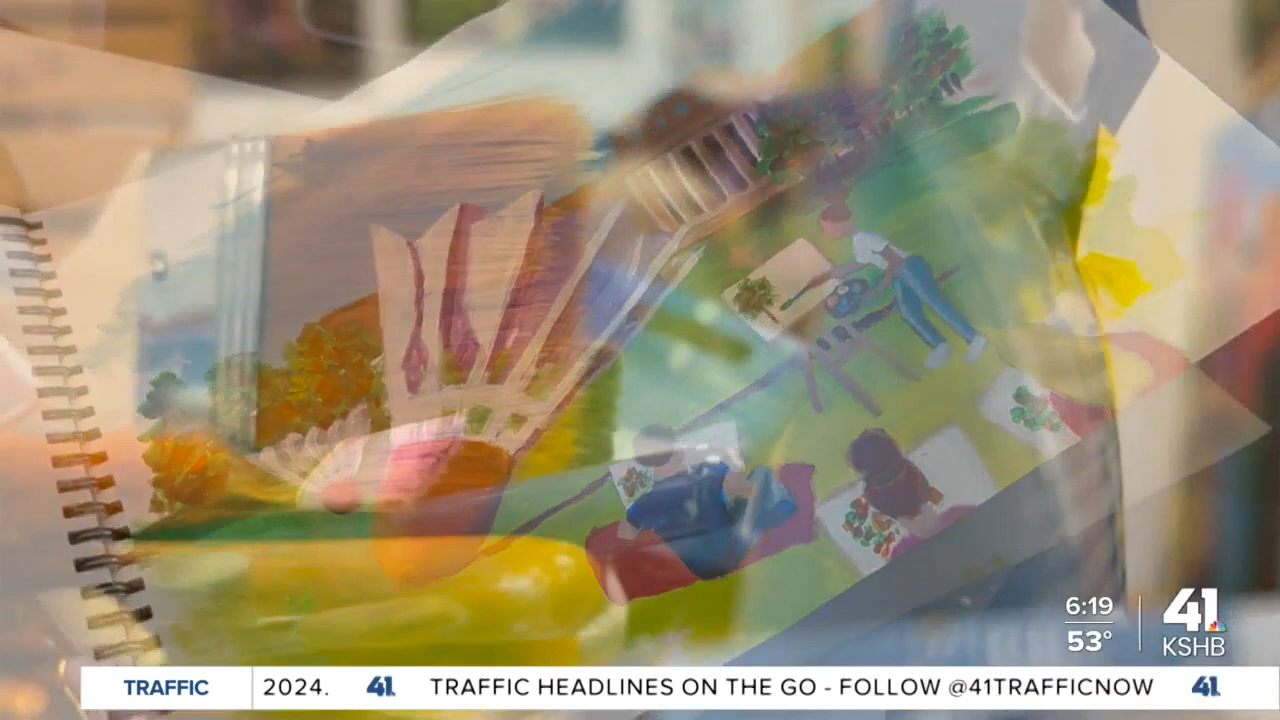 6:19
53°
41
KSHB
TRAFFIC 2024. 41 TRAFFIC HEADLINES ON THE GO - FOLLOW @41TRAFFICNOW 41